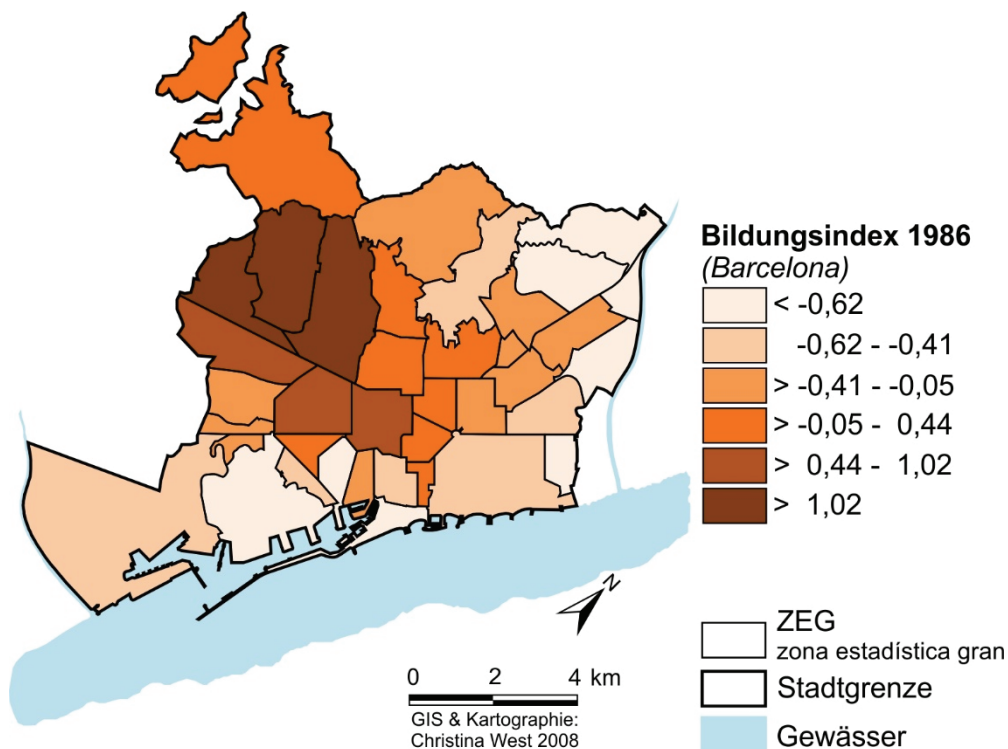 Bildungsindex 1986
(Barcelona)
< -0,62
-0,62 - -0,41
> -0,41 - -0,05
> -0,05 - 0,44
> 0,44 - 1,02
> 1,02
N
0 2 4 km
GIS & Kartographie:
Christina West 2008
ZEG
zona estadística gran
Stadtgrenze
Gewässer